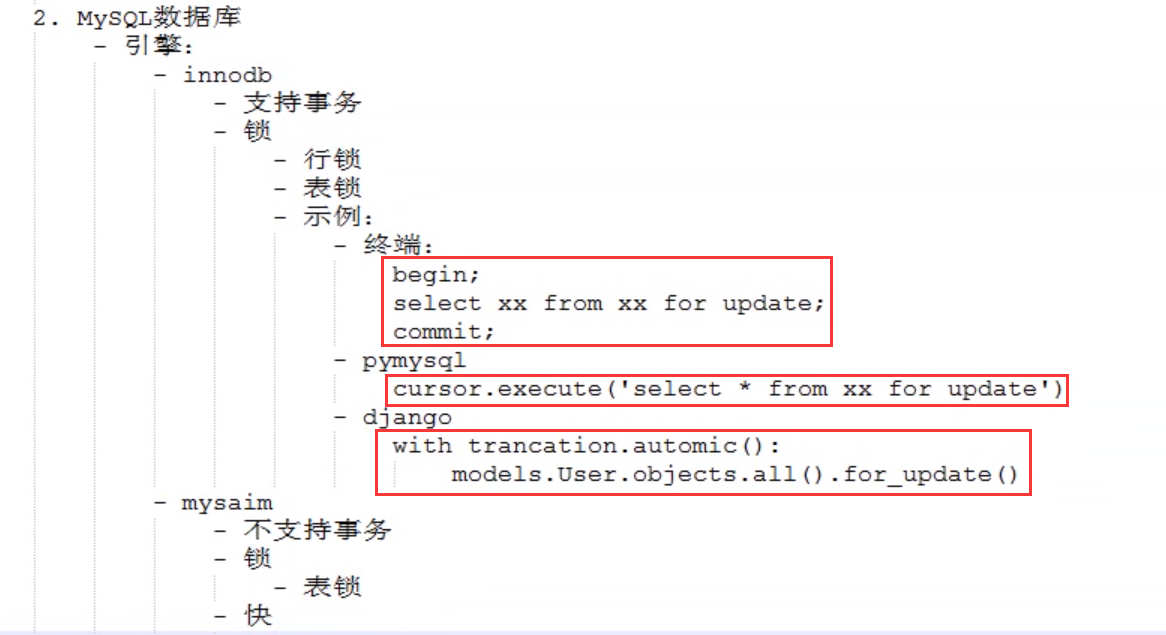 2. MySQL数据库
- 引擎:
- innodb
- 支持事务
- 锁
- 行锁
- 表锁
- 示例:
- 终端:
begin;
select xx from xx for update;
commit;
- pymysql
cursor.execute('select * from xx for update')
- django
with trancation.automic():
models.User.objects.all().for_update()
- mysaim
- 不支持事务
- 锁
- 表锁
- 快